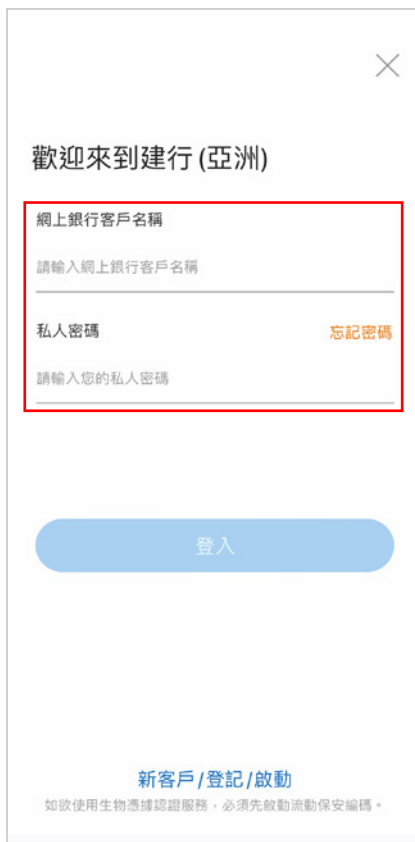 歡迎來到建行(亞洲)
網上銀行客戶名稱
請輸入網上銀行客戶名稱
私人密碼 忘記密碼
請輸入您的私人密碼
登入
新客戶/登記/啟動
如欲使用生物憑據認證服務，必須先啟動流動保安編碼。